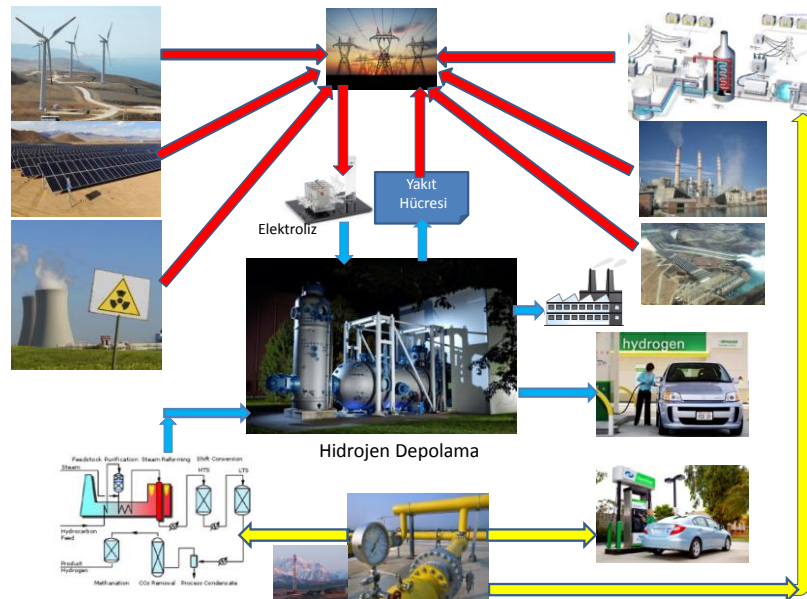 Elektroliz
Yakıt
Hücresi
hydrogen
Hidrojen Depolama
Feedstock Purification
Steam Reforming
Shift Conversion
Steam
HTS
LTS
Hydrocarbon
Feed
Product
Hydrogen
Methanation
CO2 Removal
Process Condensate